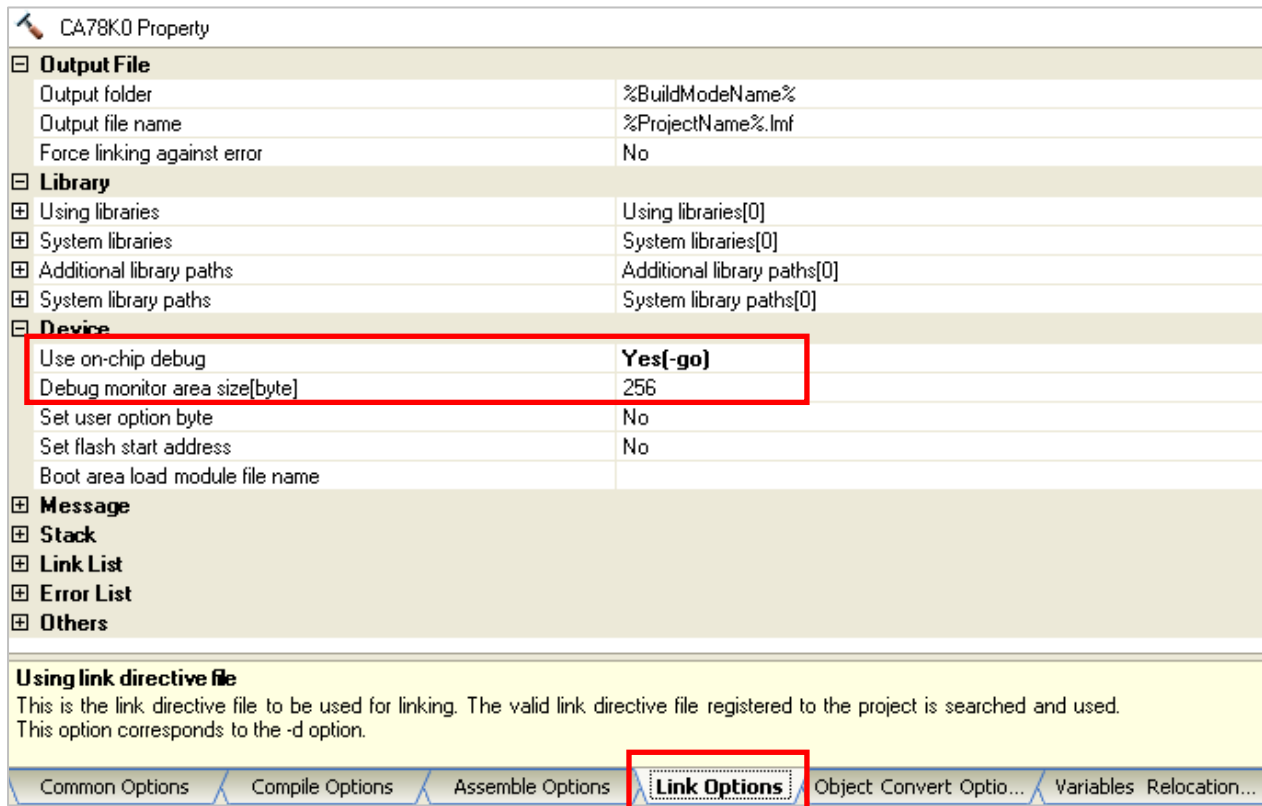 CA78K0 Property
Output File
Output folder %BuildModeName%
Output file name %ProjectName%.lmf
Force linking against error No
Library
Using libraries Using libraries[0]
System libraries System libraries[0]
Additional library paths Additional library paths[0]
System library paths System library paths[0]
Device
Use on-chip debug Yes(-go)
Debug monitor area size[byte] 256
Set user option byte No
Set flash start address No
Boot area load module file name
Message
Stack
Link List
Error List
Others
Using link directive file
This is the link directive file to be used for linking. The valid link directive file registered to the project is searched and used.
This option corresponds to the -d option.
Common Options Compile Options Assemble Options Link Options Object Convert Optio... Variables Relocation...